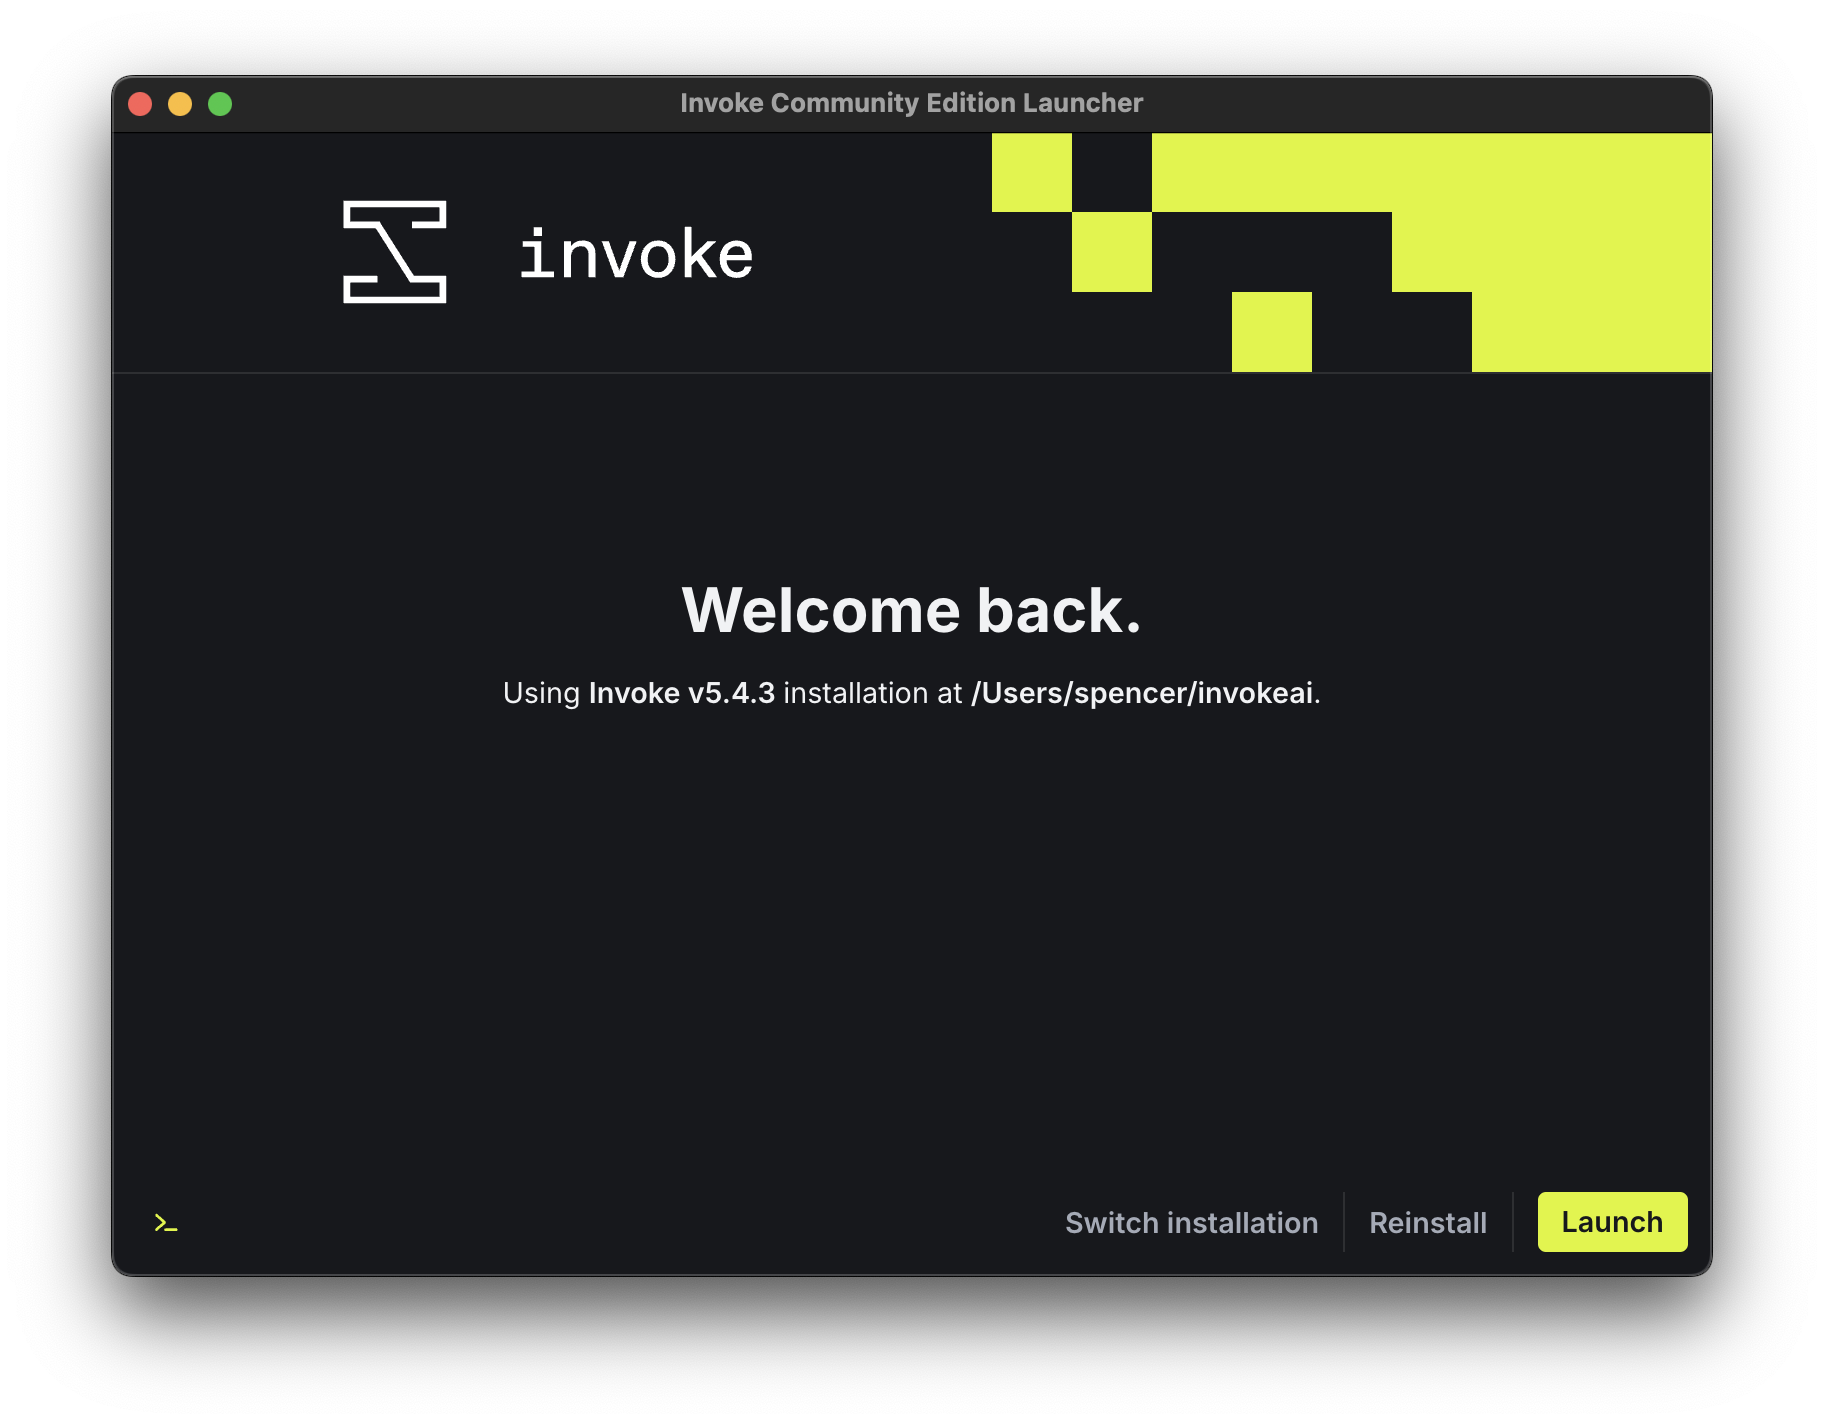 Invoke Community Edition Launcher
invoke
Welcome back.
Using Invoke v5.4.3 installation at /Users/spencer/invokeai.
>_
Switch installation
Reinstall
Launch